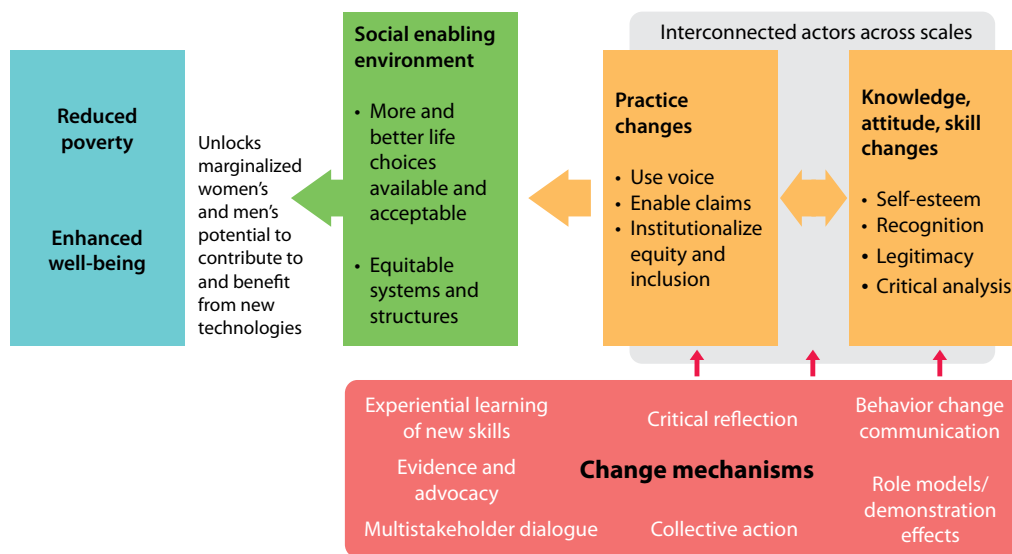 Reduced
poverty
Enhanced
well-being
Unlocks
marginalized
women's
and men's
potential to
contribute to
and benefit
from new
technologies
Social enabling
environment
• More and
better life
choices
available and
acceptable
• Equitable
systems and
structures
Interconnected actors across scales
Practice
changes
• Use voice
• Enable claims
• Institutionalize
equity and
inclusion
Knowledge,
attitude, skill
changes
• Self-esteem
• Recognition
• Legitimacy
• Critical analysis
Experiential learning
of new skills
Critical reflection
Behavior change
communication
Evidence and
advocacy
Change mechanisms
Role models/
demonstration
effects
Multistakeholder dialogue
Collective action